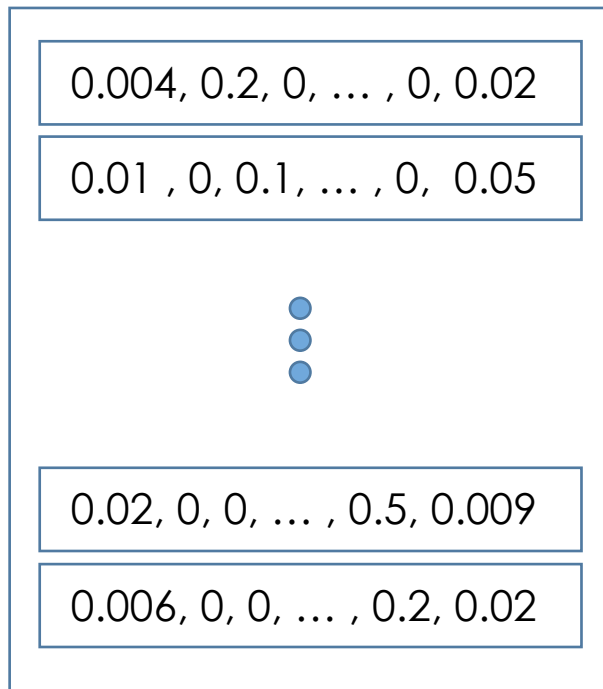 0.004, 0.2, 0, ... , 0, 0.02
0.01 , 0, 0.1, ... , 0, 0.05
0.02, 0, 0, ... , 0.5, 0.009
0.006, 0, 0, ... , 0.2, 0.02